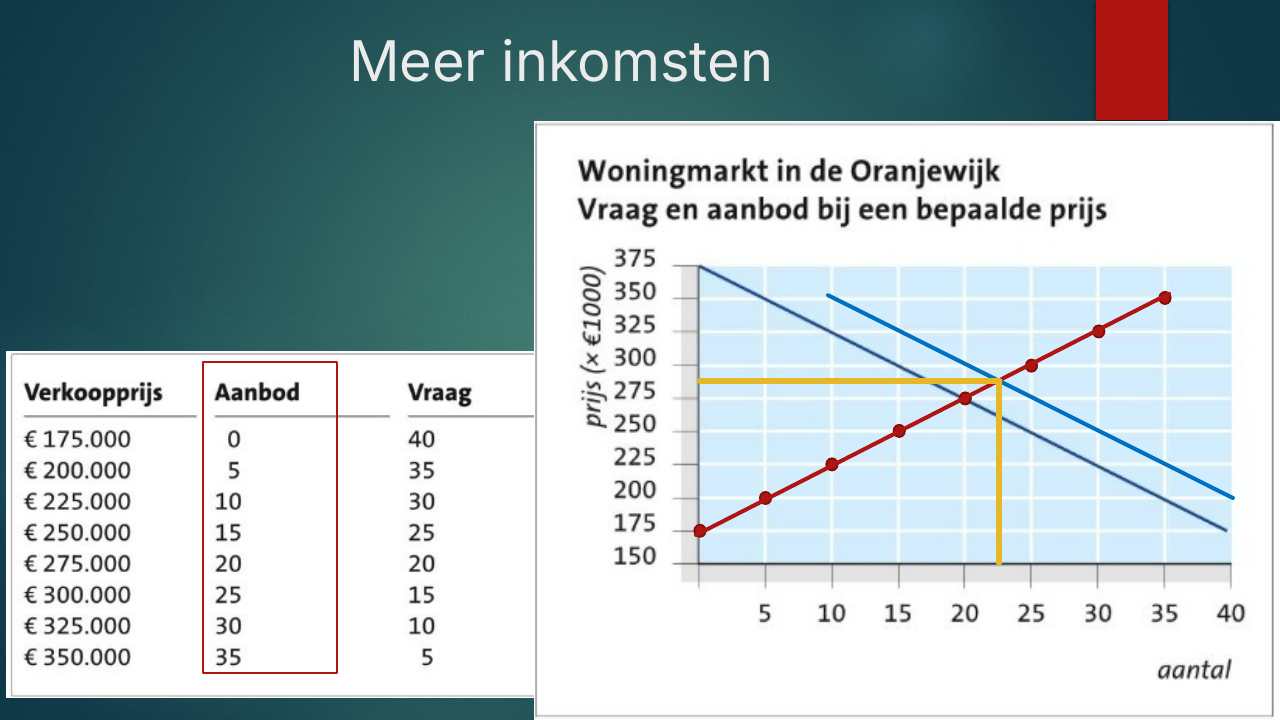 Meer inkomsten
Verkoopprijs Aanbod Vraag
€ 175.000 0 40
€ 200.000 5 35
€ 225.000 10 30
€ 250.000 15 25
€ 275.000 20 20
€ 300.000 25 15
€ 325.000 30 10
€ 350.000 35 5
Woningmarkt in de Oranjewijk
Vraag en aanbod bij een bepaalde prijs
prijs (× €1000)
375
350
325
300
275
250
225
200
175
150
5 10 15 20 25 30 35 40
aantal